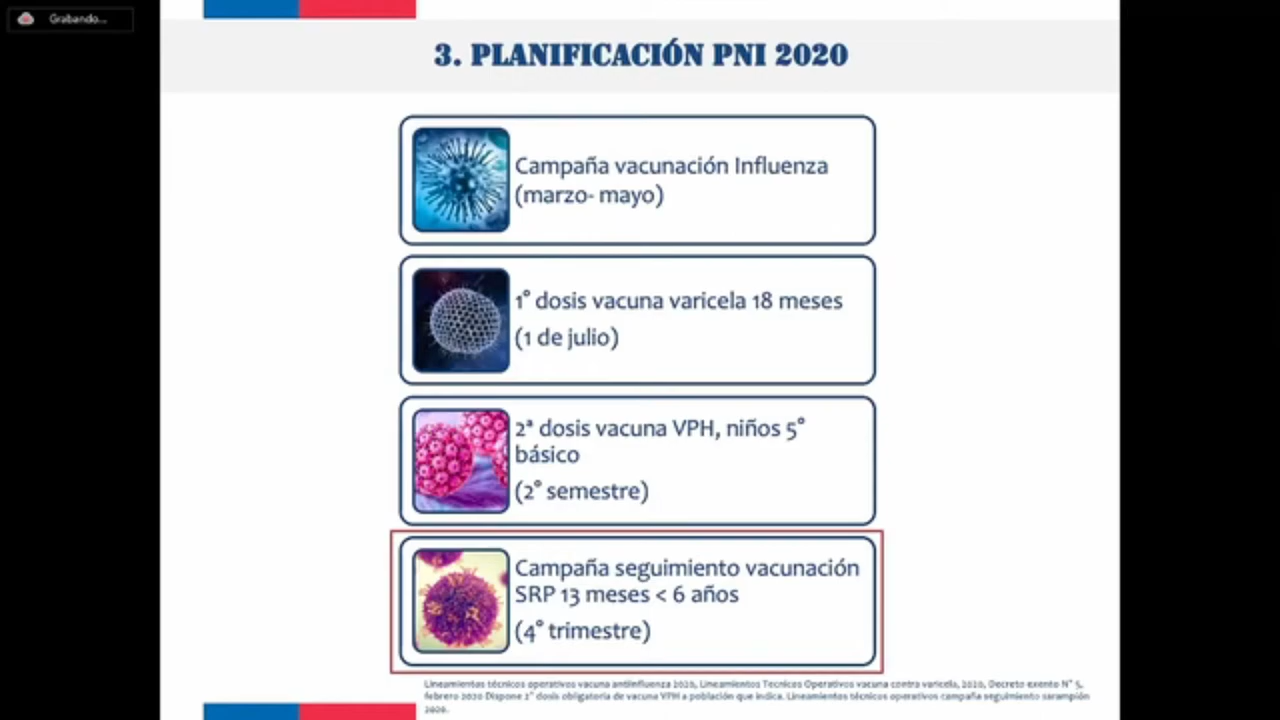 Grabando...
3. PLANIFICACIÓN PNI 2020
Campaña vacunación Influenza
(marzo- mayo)
1° dosis vacuna varicela 18 meses
(1 de julio)
2ª dosis vacuna VPH, niños 5°
básico
(2° semestre)
Campaña seguimiento vacunación
SRP 13 meses < 6 años
(4° trimestre)
Lineamientos técnicos operativos vacuna antiinfluenza 2020, Lineamientos Tecnicos Operativos vacuna contra varicela, 2020, Decreto exento N° 5,
febrero 2020 Dispone 2° dosis obligatoria de vacuna VPH a población que indica. Lineamientos técnicos operativos campaña seguimiento sarampión
2020.